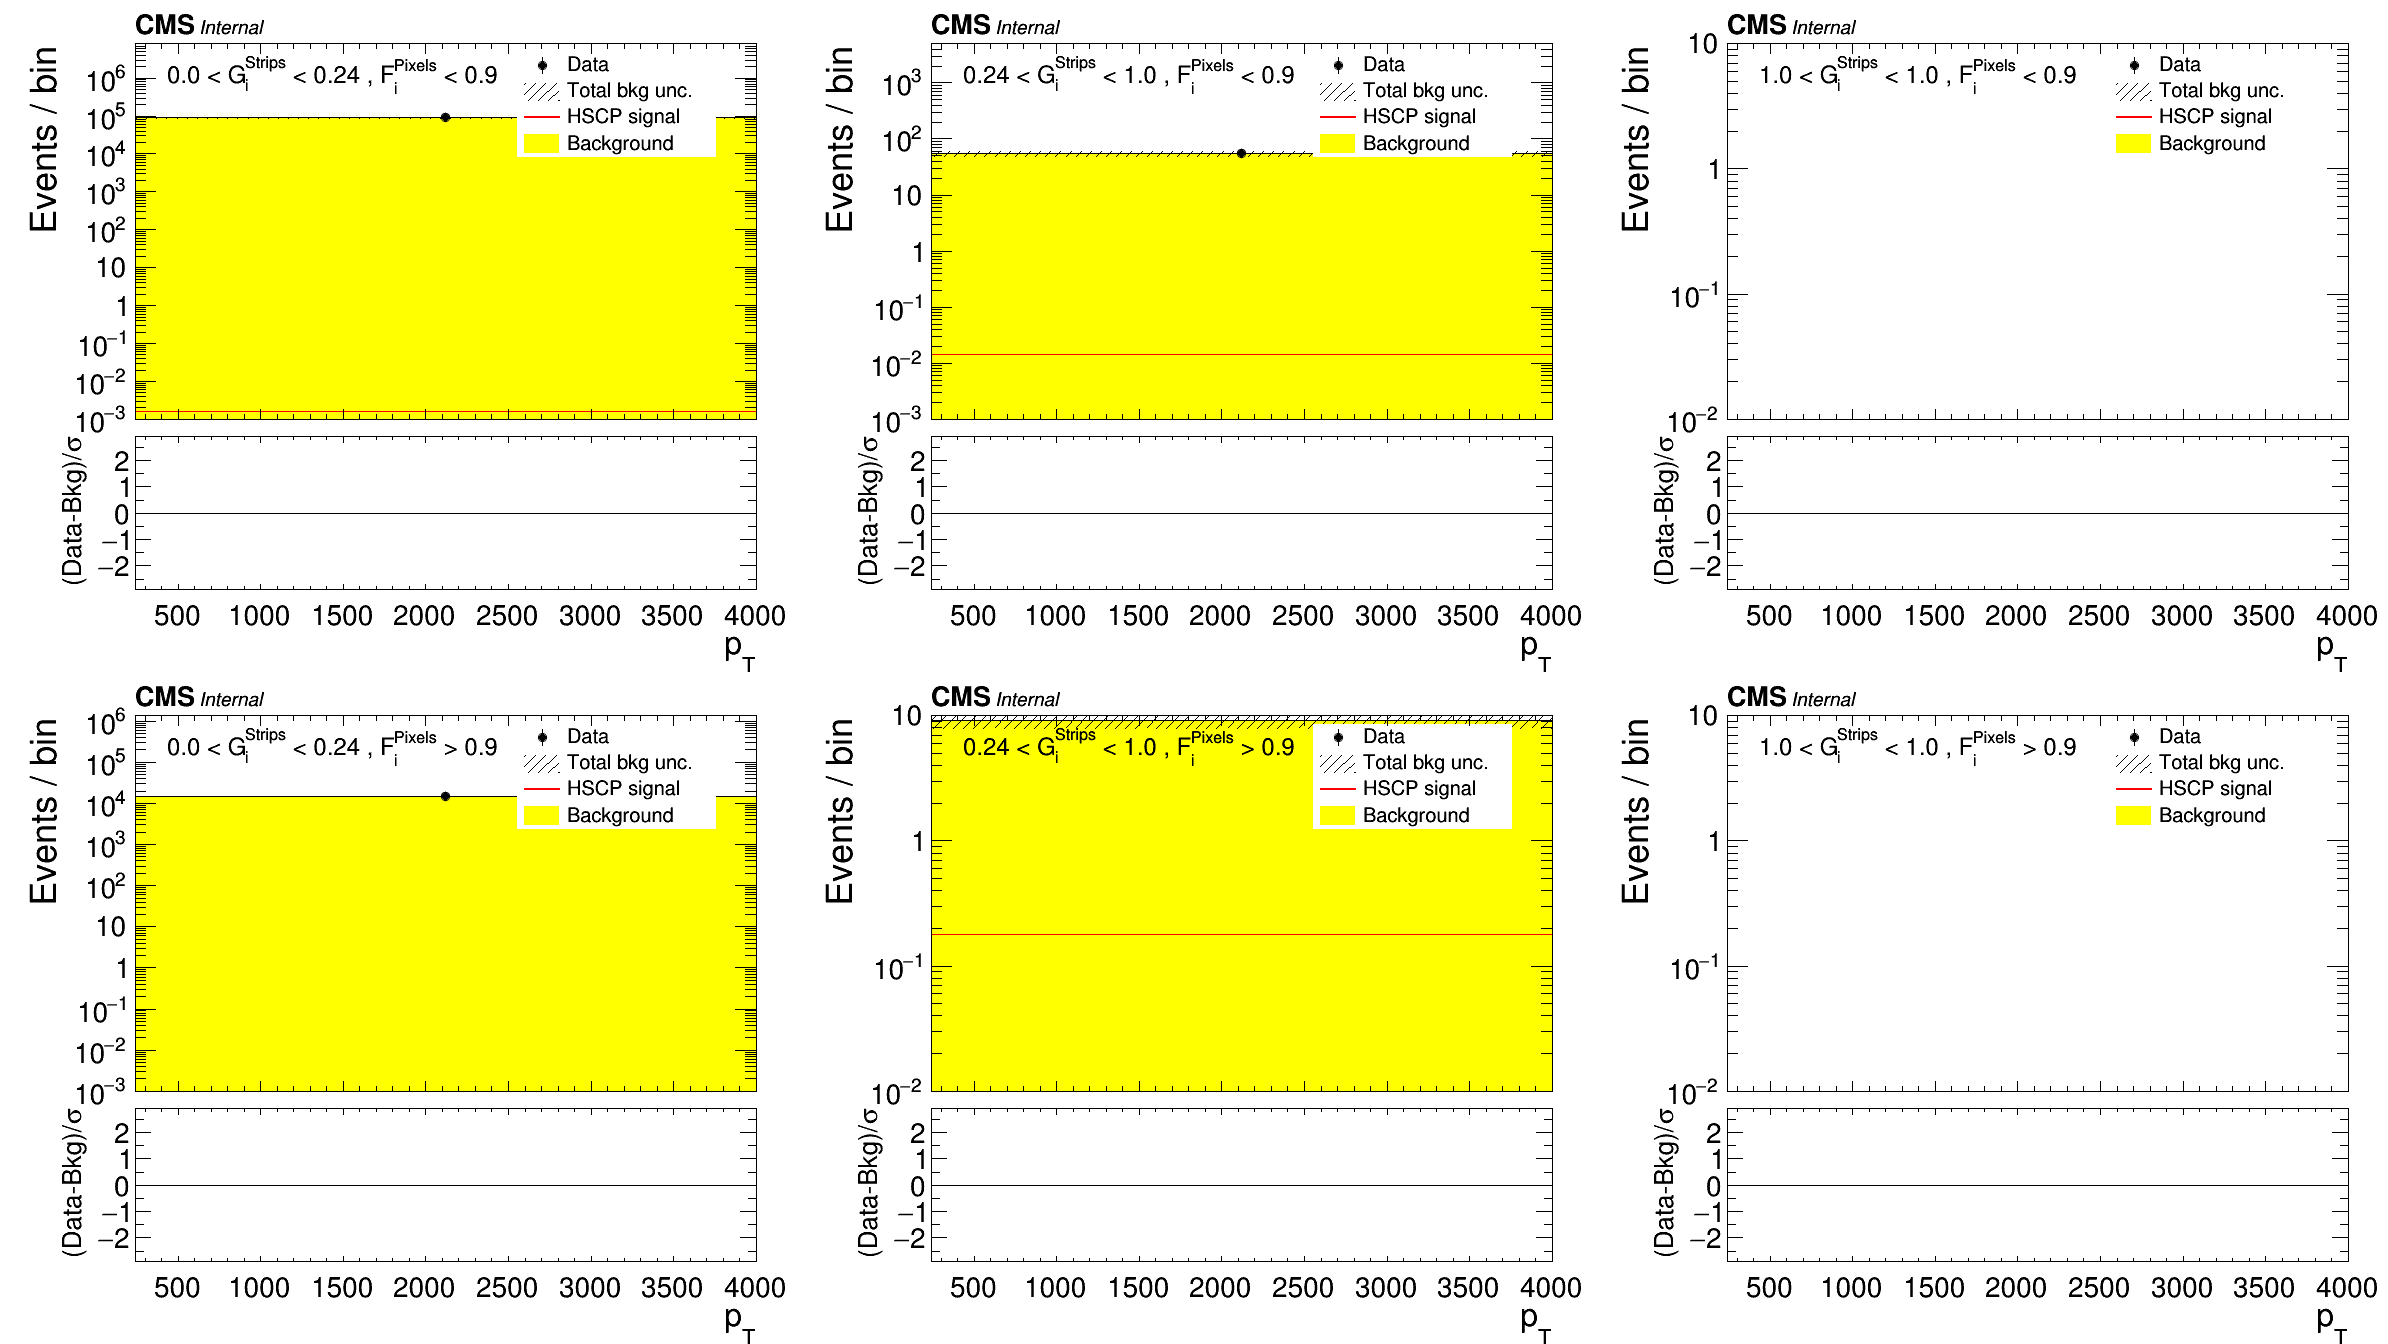 CMS Internal
Events / bin
0.0 < G_i^Strips < 0.24 , F_i^Pixels < 0.9
Data
Total bkg unc.
HSCP signal
Background
10^6
10^5
10^4
10^3
10^2
10
1
10^−1
10^−2
10^−3
(Data-Bkg)/σ
2
1
0
−1
−2
500 1000 1500 2000 2500 3000 3500 4000
p_T
CMS Internal
Events / bin
0.24 < G_i^Strips < 1.0 , F_i^Pixels < 0.9
Data
Total bkg unc.
HSCP signal
Background
10^3
10^2
10
1
10^−1
10^−2
10^−3
(Data-Bkg)/σ
2
1
0
−1
−2
500 1000 1500 2000 2500 3000 3500 4000
p_T
CMS Internal
Events / bin
1.0 < G_i^Strips < 1.0 , F_i^Pixels < 0.9
Data
Total bkg unc.
HSCP signal
Background
10
1
10^−1
10^−2
(Data-Bkg)/σ
2
1
0
−1
−2
500 1000 1500 2000 2500 3000 3500 4000
p_T
CMS Internal
Events / bin
0.0 < G_i^Strips < 0.24 , F_i^Pixels > 0.9
Data
Total bkg unc.
HSCP signal
Background
10^6
10^5
10^4
10^3
10^2
10
1
10^−1
10^−2
10^−3
(Data-Bkg)/σ
2
1
0
−1
−2
500 1000 1500 2000 2500 3000 3500 4000
p_T
CMS Internal
Events / bin
0.24 < G_i^Strips < 1.0 , F_i^Pixels > 0.9
Data
Total bkg unc.
HSCP signal
Background
10
1
10^−1
10^−2
(Data-Bkg)/σ
2
1
0
−1
−2
500 1000 1500 2000 2500 3000 3500 4000
p_T
CMS Internal
Events / bin
1.0 < G_i^Strips < 1.0 , F_i^Pixels > 0.9
Data
Total bkg unc.
HSCP signal
Background
10
1
10^−1
10^−2
(Data-Bkg)/σ
2
1
0
−1
−2
500 1000 1500 2000 2500 3000 3500 4000
p_T